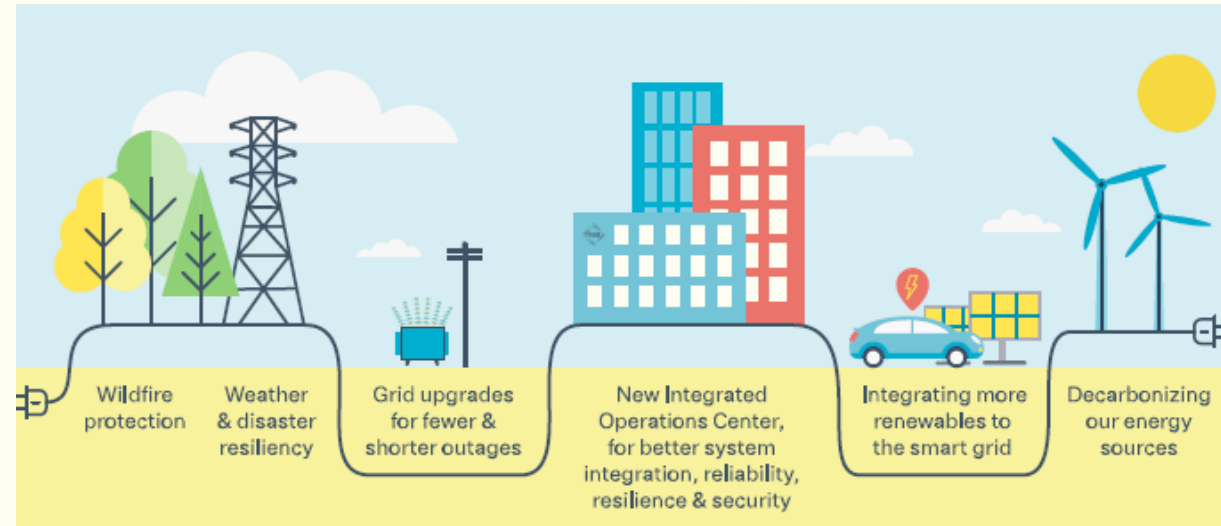 Wildfire
protection
Weather
& disaster
resiliency
Grid upgrades
for fewer &
shorter outages
New Integrated
Operations Center,
for better system
integration, reliability,
resilience & security
Integrating more
renewables to
the smart grid
Decarbonizing
our energy
sources